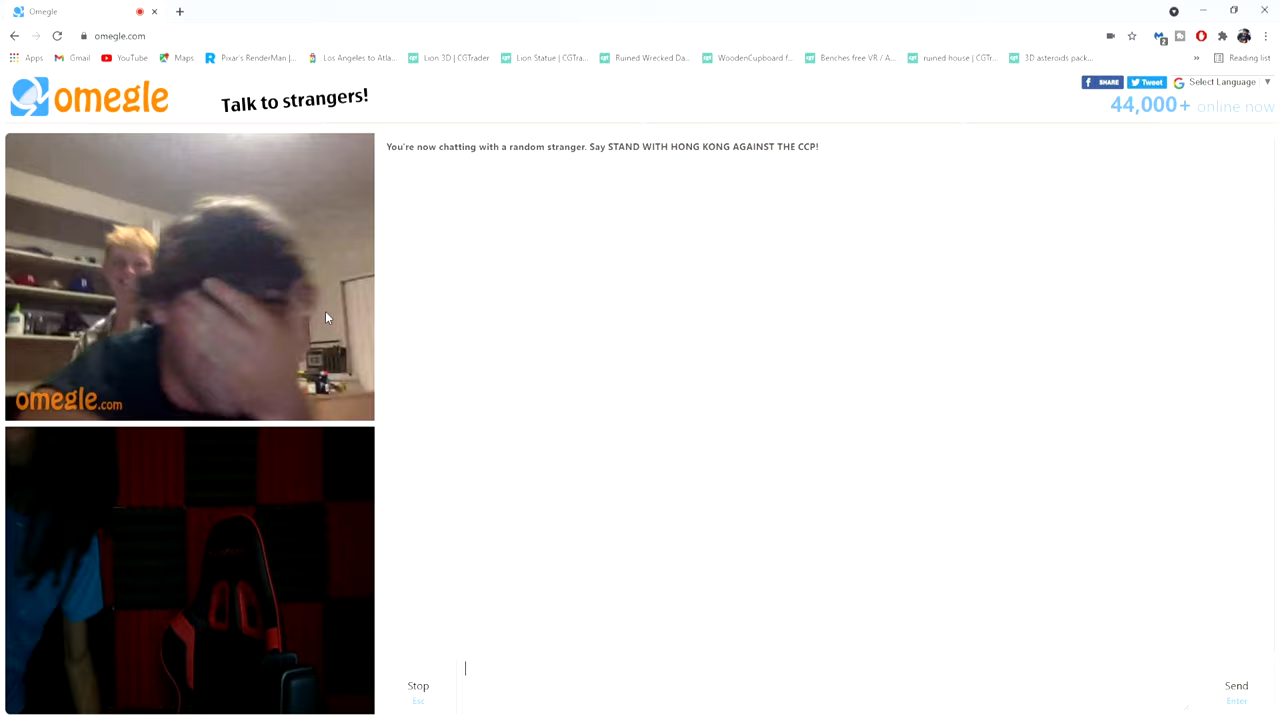 Omegle
omegle.com
2
Apps
Gmail
YouTube
Maps
Pixar's RenderMan |...
Los Angeles to Atla...
Lion 3D | CGTrader
Lion Statue | CGTra...
Ruined Wrecked Da...
WoodenCupboard f...
Benches free VR / A...
ruined house | CGTr...
3D asteroids pack,...
»
Reading list
omegle
Talk to strangers!
SHARE
Tweet
Select Language
44,000+ online now
You're now chatting with a random stranger. Say STAND WITH HONG KONG AGAINST THE CCP!
B
omegle.com
Stop
Esc
Send
Enter